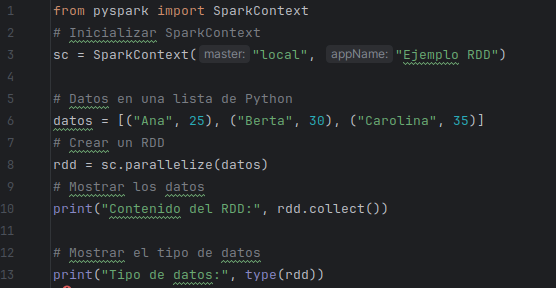 1 from pyspark import SparkContext
2 # Inicializar SparkContext
3 sc = SparkContext( master: "local", appName: "Ejemplo RDD")
4
5 # Datos en una lista de Python
6 datos = [("Ana", 25), ("Berta", 30), ("Carolina", 35)]
7 # Crear un RDD
8 rdd = sc.parallelize(datos)
9 # Mostrar los datos
10 print("Contenido del RDD:", rdd.collect())
11
12 # Mostrar el tipo de datos
13 print("Tipo de datos:", type(rdd))